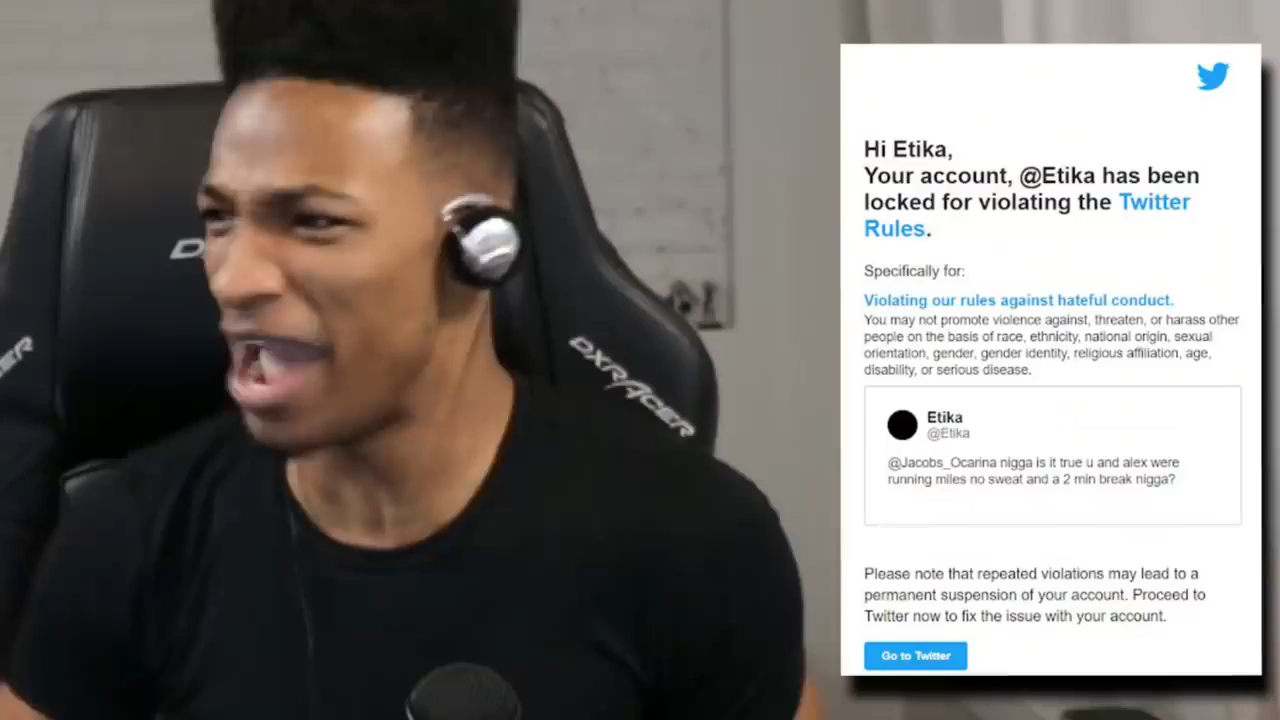 Hi Etika,
Your account, @Etika has been
locked for violating the Twitter
Rules.
Specifically for:
Violating our rules against hateful conduct.
You may not promote violence against, threaten, or harass other
people on the basis of race, ethnicity, national origin, sexual
orientation, gender, gender identity, religious affiliation, age,
disability, or serious disease.
Etika
@Etika
@Jacobs_Ocarina nigga is it true u and alex were
running miles no sweat and a 2 min break nigga?
Please note that repeated violations may lead to a
permanent suspension of your account. Proceed to
Twitter now to fix the issue with your account.
Go to Twitter
DXRACER